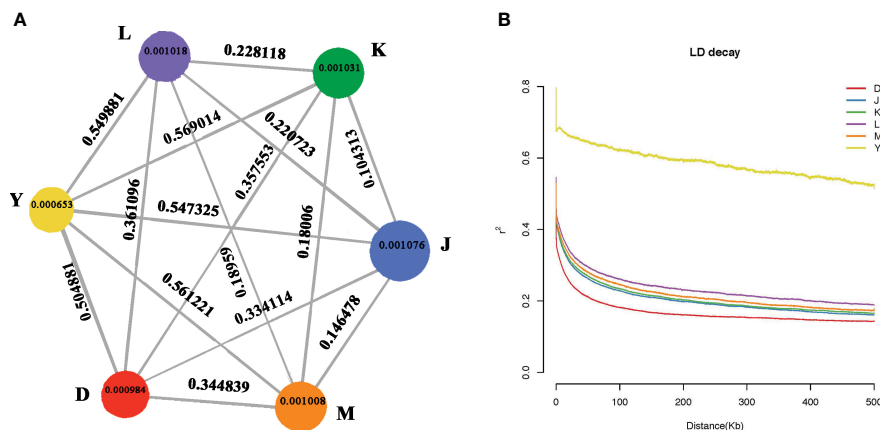 A
L
0.001018
0.228118
K
0.001031
0.549881
0.569014
0.220723
0.104313
0.357553
0.361096
Y
0.000653
0.547325
0.18006
J
0.001076
0.18959
0.504881
0.561221
0.334114
0.146478
D
0.000984
0.344839
0.001008
M
B
LD decay
0.8
0.6
0.4
0.2
0.0
r²
0
100
200
300
400
500
Distance(Kb)
D
J
K
L
M
Y